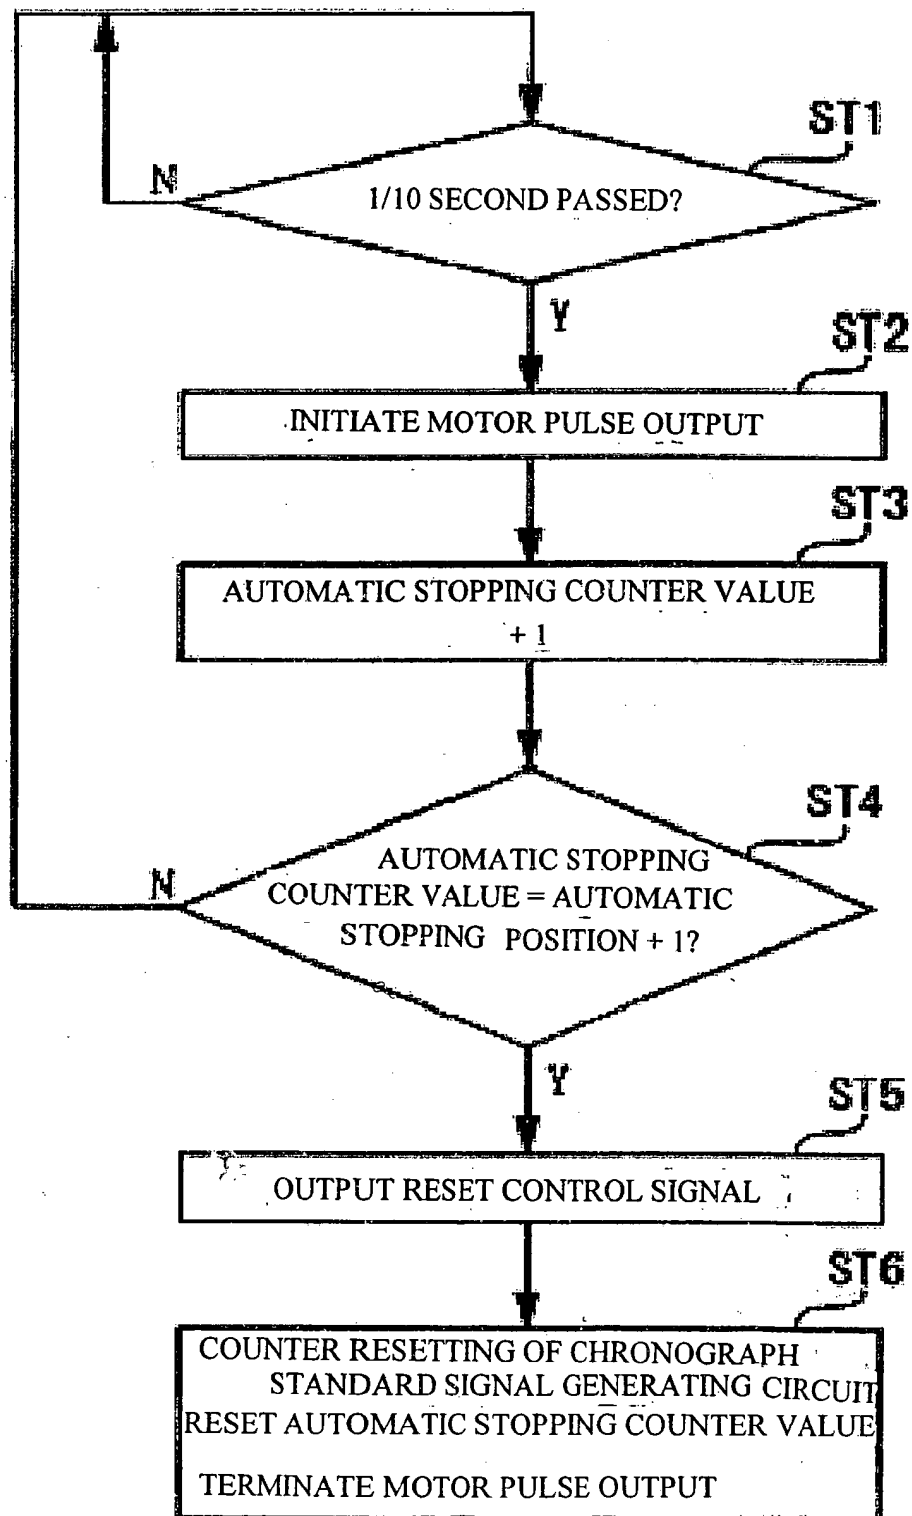 ST1
N
1/10 SECOND PASSED?
Y
ST2
INITIATE MOTOR PULSE OUTPUT
ST3
AUTOMATIC STOPPING COUNTER VALUE
+ 1
ST4
N
AUTOMATIC STOPPING
COUNTER VALUE = AUTOMATIC
STOPPING POSITION + 1?
Y
ST5
OUTPUT RESET CONTROL SIGNAL
ST6
COUNTER RESETTING OF CHRONOGRAPH
STANDARD SIGNAL GENERATING CIRCUIT
RESET AUTOMATIC STOPPING COUNTER VALUE
TERMINATE MOTOR PULSE OUTPUT